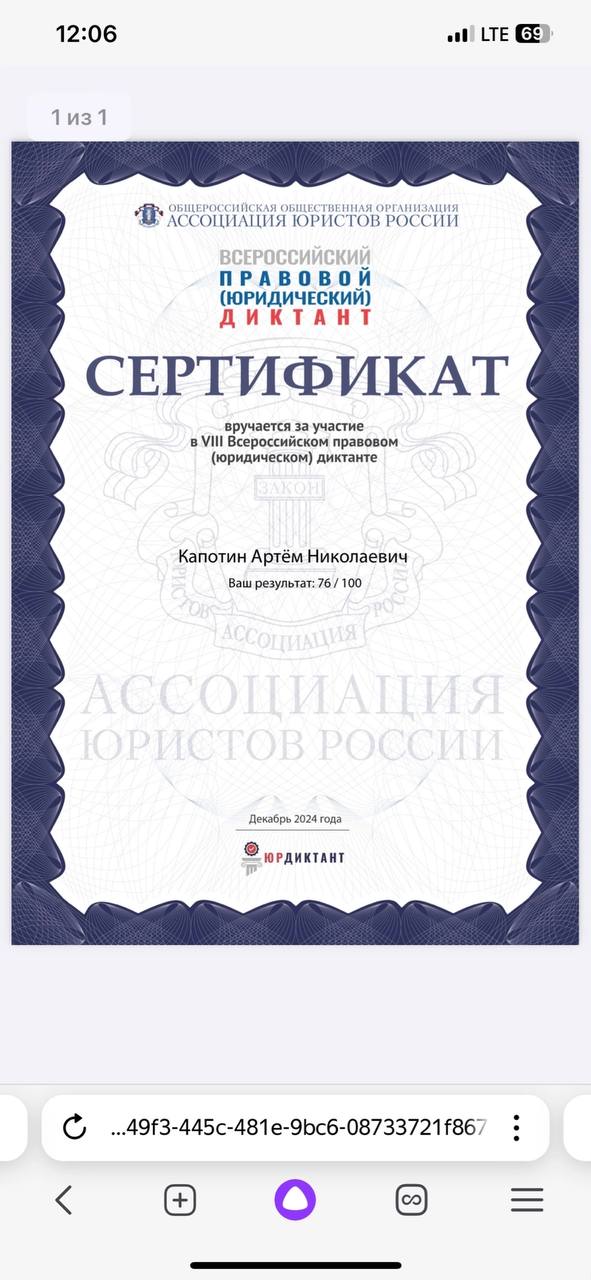 12:06
LTE 69
1 из 1
ОБЩЕРОССИЙСКАЯ ОБЩЕСТВЕННАЯ ОРГАНИЗАЦИЯ
АССОЦИАЦИЯ ЮРИСТОВ РОССИИ
ВСЕРОССИЙСКИЙ
ПРАВОВОЙ
(ЮРИДИЧЕСКИЙ)
ДИКТАНТ
СЕРТИФИКАТ
вручается за участие
в VIII Всероссийском правовом
(юридическом) диктанте
ЗАКОН
Капотин Артём Николаевич
Ваш результат: 76 / 100
ЮРИСТОВ АССОЦИАЦИЯ РОССИИ
АССОЦИАЦИЯ
ЮРИСТОВ РОССИИ
Декабрь 2024 года
ЮРДИКТАНТ
...49f3-445c-481e-9bc6-08733721f867